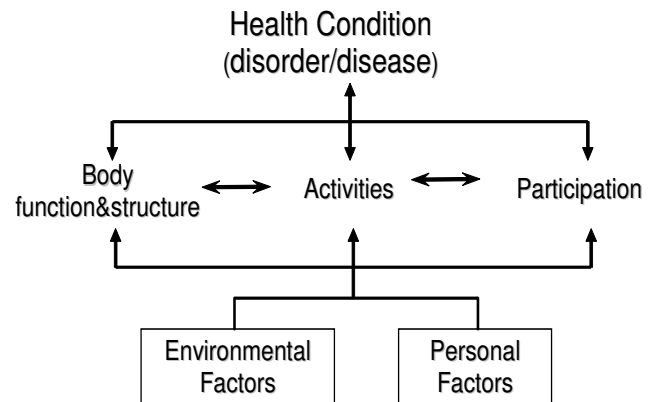 Health Condition
(disorder/disease)
Body
function&structure
Activities
Participation
Environmental
Factors
Personal
Factors